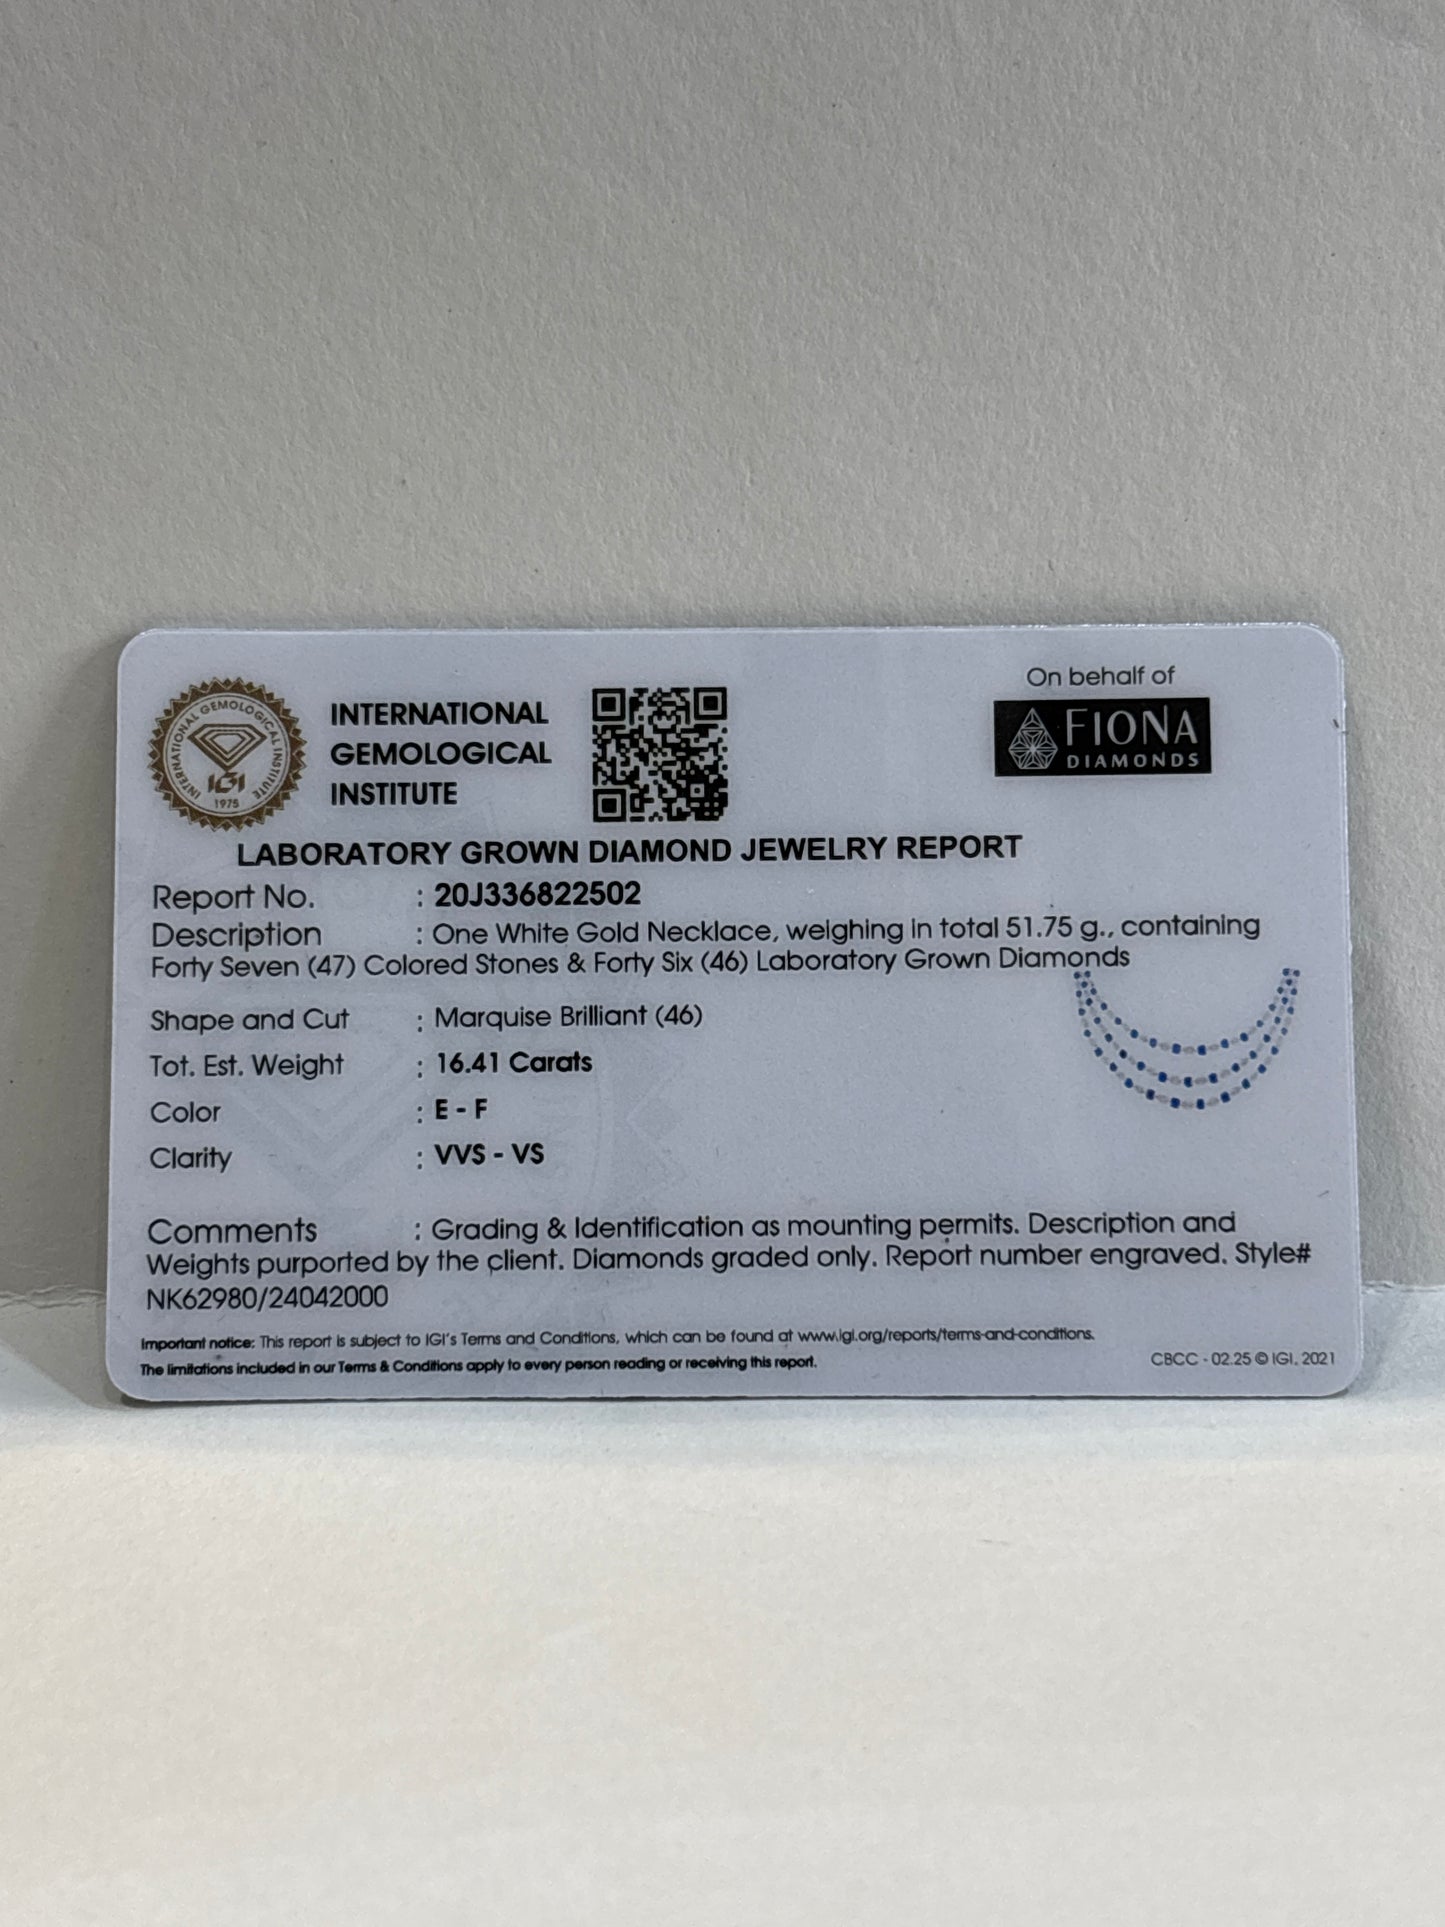 On behalf of
FIONA
DIAMONDS
INTERNATIONAL GEMOLOGICAL INSTITUTE
IGI
1975
INTERNATIONAL
GEMOLOGICAL
INSTITUTE
LABORATORY GROWN DIAMOND JEWELRY REPORT
Report No. : 20J336822502
Description : One White Gold Necklace, weighing in total 51.75 g., containing
Forty Seven (47) Colored Stones & Forty Six (46) Laboratory Grown Diamonds
Shape and Cut : Marquise Brilliant (46)
Tot. Est. Weight : 16.41 Carats
Color : E - F
Clarity : VVS - VS
Comments : Grading & Identification as mounting permits. Description and
Weights purported by the client. Diamonds graded only. Report number engraved. Style#
NK62980/24042000
Important notice: This report is subject to IGI's Terms and Conditions, which can be found at www.igi.org/reports/terms-and-conditions.
The limitations included in our Terms & Conditions apply to every person reading or receiving this report.
CBCC - 02.25 © IGI, 2021